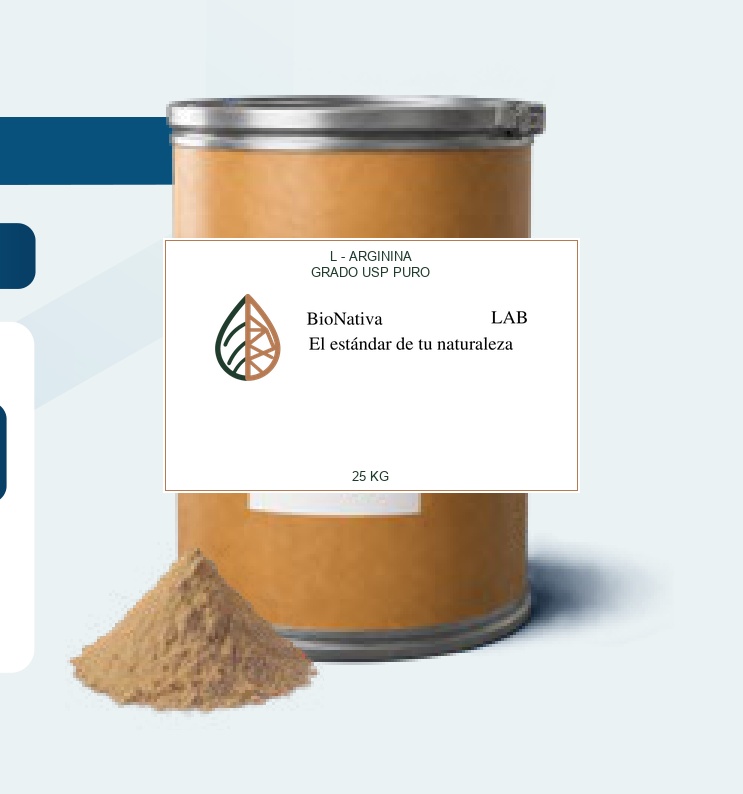 L - ARGININA
GRADO USP PURO
BioNativa LAB
El estándar de tu naturaleza
25 KG